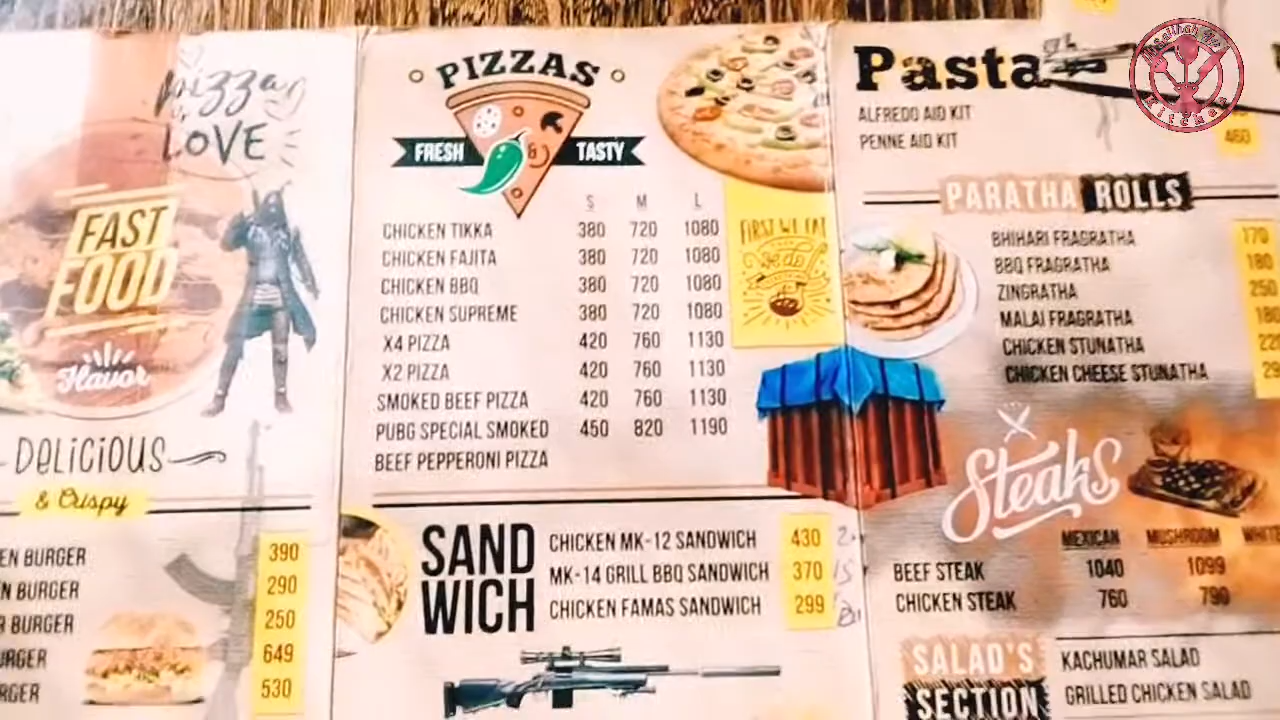 pizza
is
LOVE
FAST
FOOD
Flavor
DELICIOUS
& Crispy
EN BURGER 390
N BURGER 290
R BURGER 250
URGER 649
RGER 530
PIZZAS
FRESH TASTY
S M L
CHICKEN TIKKA 380 720 1080
CHICKEN FAJITA 380 720 1080
CHICKEN BBQ 380 720 1080
CHICKEN SUPREME 380 720 1080
X4 PIZZA 420 760 1130
X2 PIZZA 420 760 1130
SMOKED BEEF PIZZA 420 760 1130
PUBG SPECIAL SMOKED 450 820 1190
BEEF PEPPERONI PIZZA
FIRST WE EAT
SAND
WICH
CHICKEN MK-12 SANDWICH 430
MK-14 GRILL BBQ SANDWICH 370
CHICKEN FAMAS SANDWICH 299
Pasta
ALFREDO AID KIT
PENNE AID KIT 460
PARATHA ROLLS
BHIHARI FRAGRATHA 170
BBQ FRAGRATHA 180
ZINGRATHA 250
MALAI FRAGRATHA 180
CHICKEN STUNATHA
CHICKEN CHEESE STUNATHA
Steaks
MEXICAN MUSHROOM WHITE
BEEF STEAK 1040 1099
CHICKEN STEAK 760 790
SALAD'S
SECTION
KACHUMAR SALAD
GRILLED CHICKEN SALAD
Kitchen